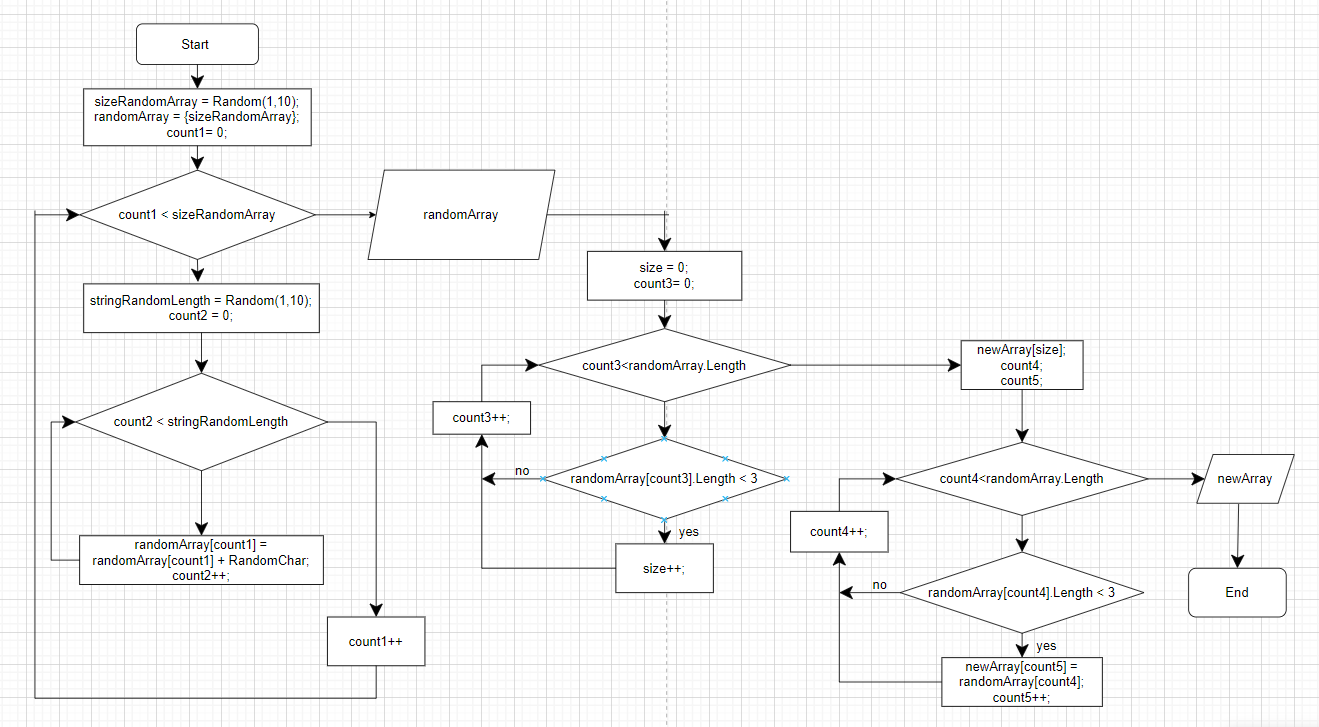 Start
sizeRandomArray = Random(1,10);
randomArray = {sizeRandomArray};
count1= 0;
count1 < sizeRandomArray
randomArray
stringRandomLength = Random(1,10);
count2 = 0;
count2 < stringRandomLength
randomArray[count1] =
randomArray[count1] + RandomChar;
count2++;
count1++
size = 0;
count3= 0;
count3<randomArray.Length
count3++;
randomArray[count3].Length < 3
no
yes
size++;
newArray[size];
count4;
count5;
count4<randomArray.Length
newArray
count4++;
randomArray[count4].Length < 3
no
yes
newArray[count5] =
randomArray[count4];
count5++;
End